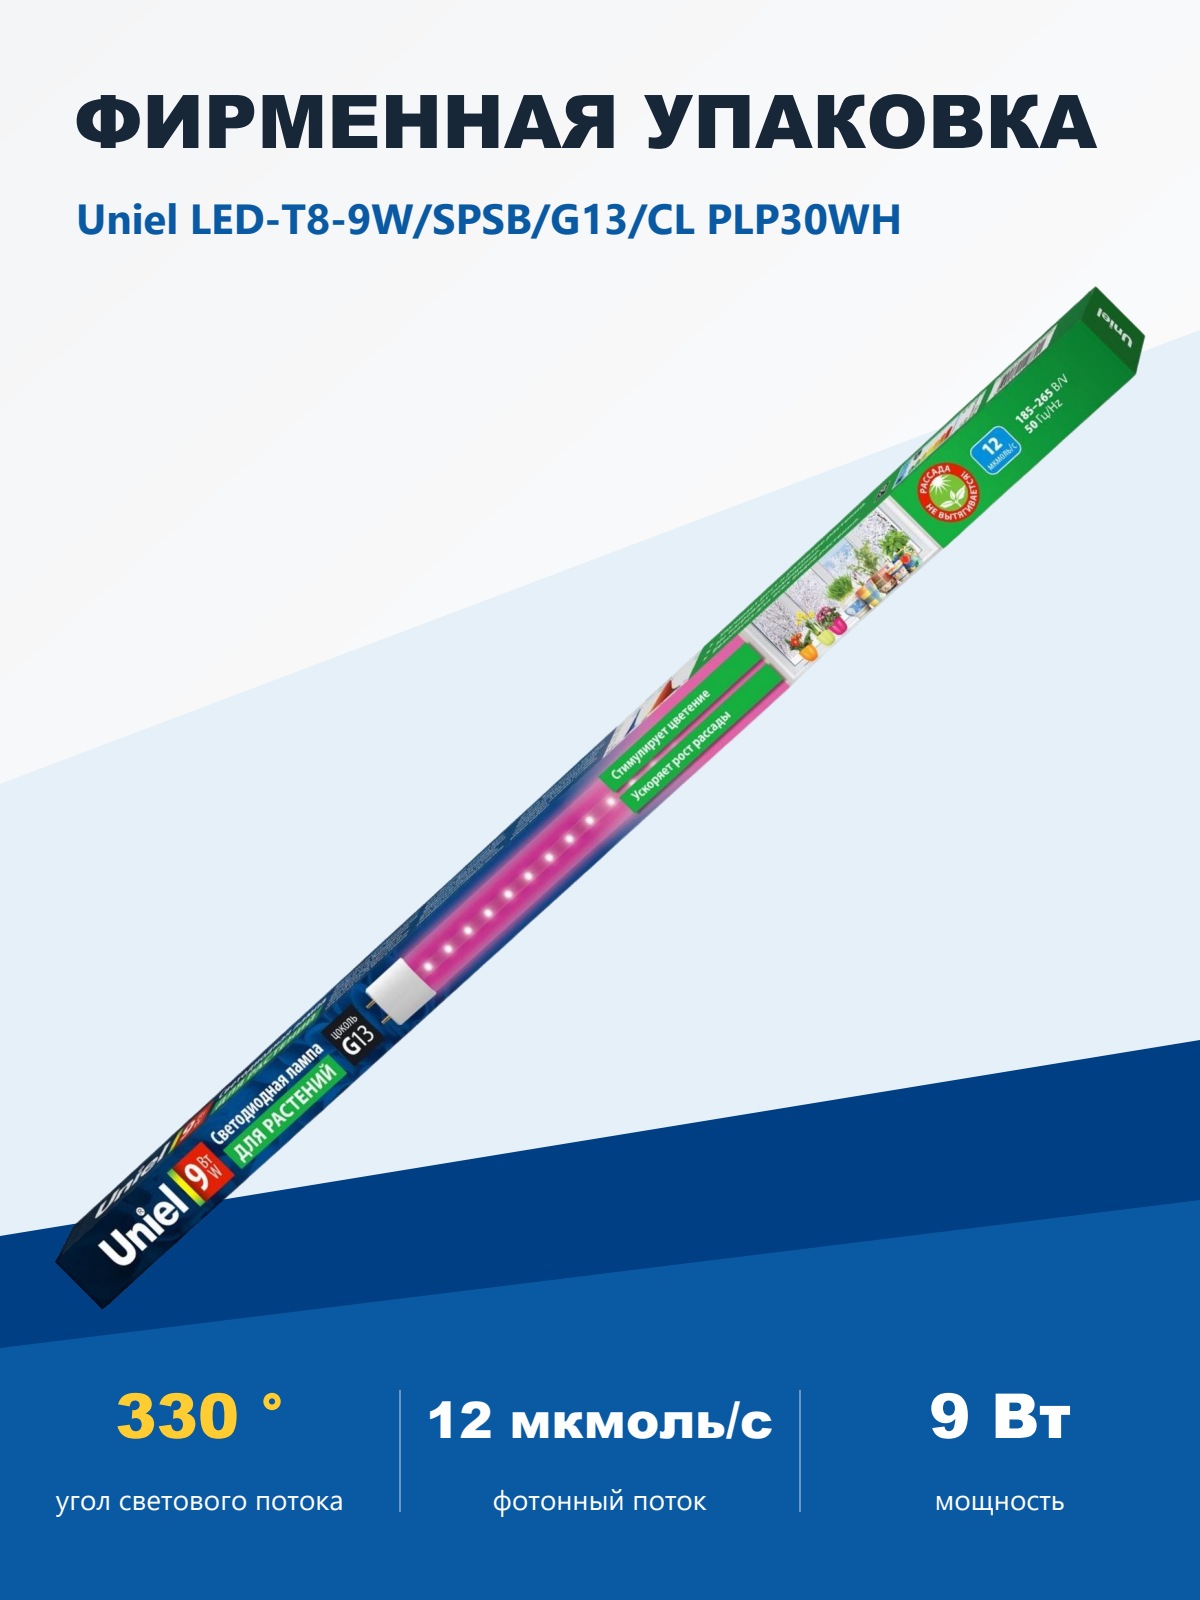 ФИРМЕННАЯ УПАКОВКА
Uniel LED-T8-9W/SPSB/G13/CL PLP30WH
Uniel
185–265 В/V
50 Гц/Hz
12
мкмоль/с
РАССАДА
НЕ ВЫТЯГИВАЕТСЯ!
Стимулирует цветение
Ускоряет рост рассады
цоколь
G13
Светодиодная лампа
ДЛЯ РАСТЕНИЙ
9 Вт
W
Uniel
Uniel
330 °
угол светового потока
12 мкмоль/с
фотонный поток
9 Вт
мощность